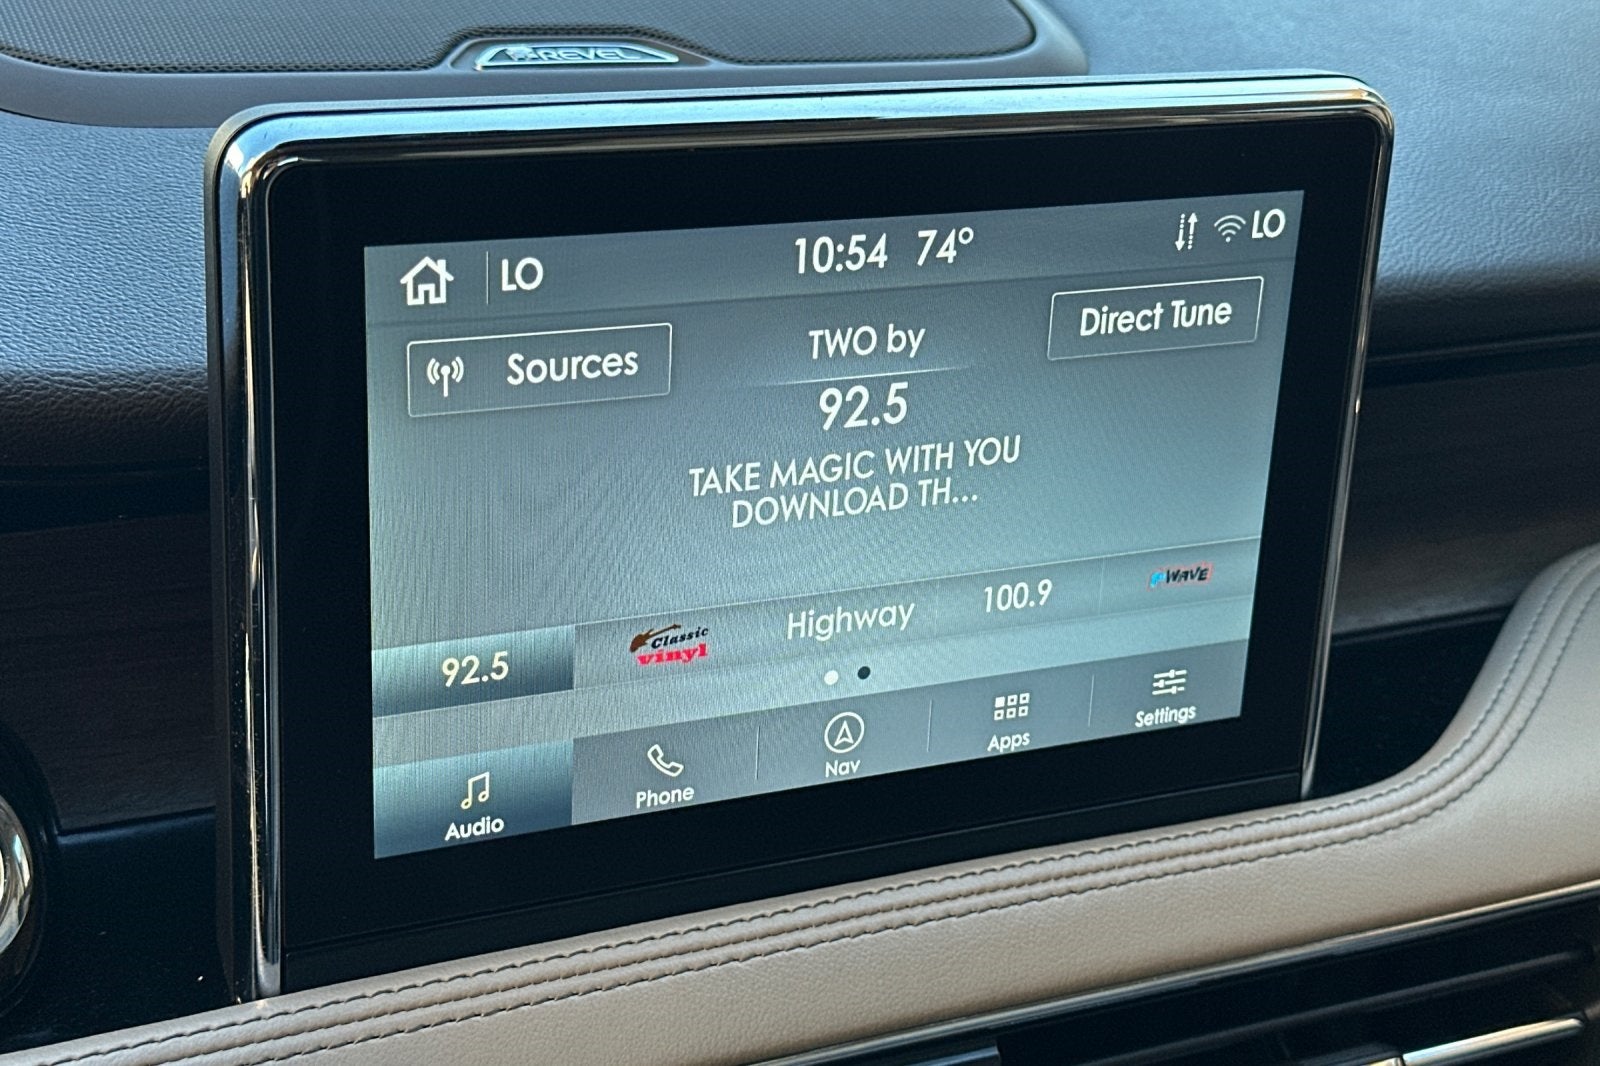 REVEL
LO
10:54 74°
LO
Sources
TWO by
Direct Tune
92.5
TAKE MAGIC WITH YOU
DOWNLOAD TH...
92.5
Classic
vinyl
Highway
100.9
WAVE
Audio
Phone
Nav
Apps
Settings